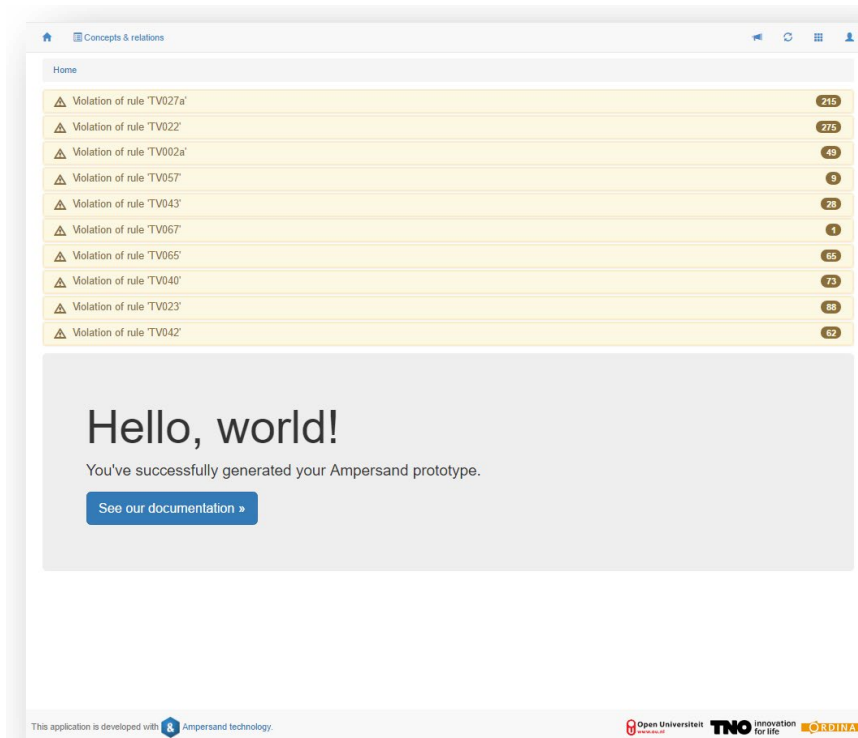 Concepts & relations
Home
Violation of rule 'TV027a' 215
Violation of rule 'TV022' 275
Violation of rule 'TV002a' 49
Violation of rule 'TV057' 9
Violation of rule 'TV043' 28
Violation of rule 'TV067' 1
Violation of rule 'TV065' 65
Violation of rule 'TV040' 73
Violation of rule 'TV023' 88
Violation of rule 'TV042' 62
Hello, world!
You've successfully generated your Ampersand prototype.
See our documentation »
This application is developed with & Ampersand technology.
Open Universiteit
www.ou.nl
TNO innovation
for life
ORDINA